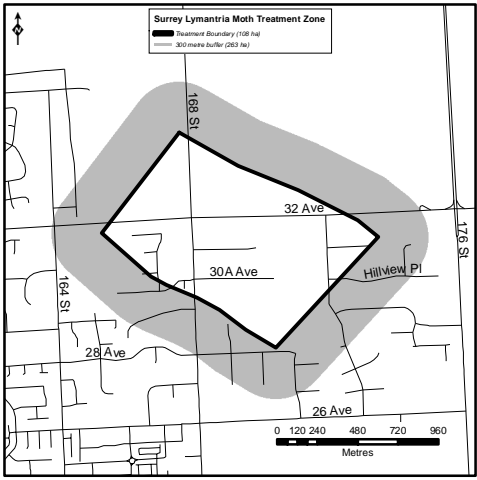 Surrey Lymantria Moth Treatment Zone
Treatment Boundary (108 ha)
300 metre buffer (263 ha)
N
168 St
32 Ave
176 St
30A Ave
Hillview Pl
164 St
28 Ave
26 Ave
0 120 240 480 720 960
Metres